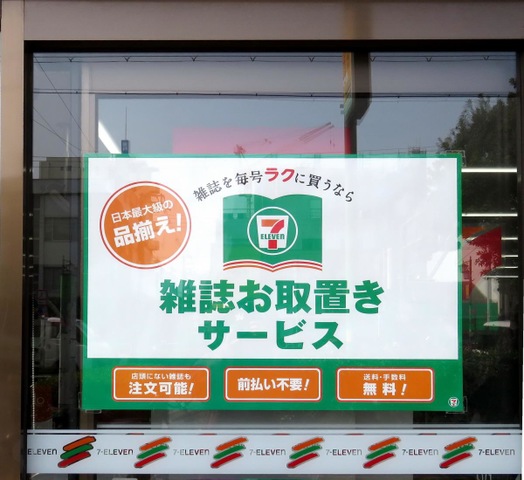 雑誌を毎号ラクに買うなら
日本最大級の
品揃え!
7
ELEVEN
雑誌お取置き
サービス
店頭にない雑誌も
注文可能!
前払い不要!
送料・手数料
無料!
7-ELEVEN 7-ELEVEN 7-ELEVEN 7-ELEVEN 7-ELEVEN 7-ELEVEN